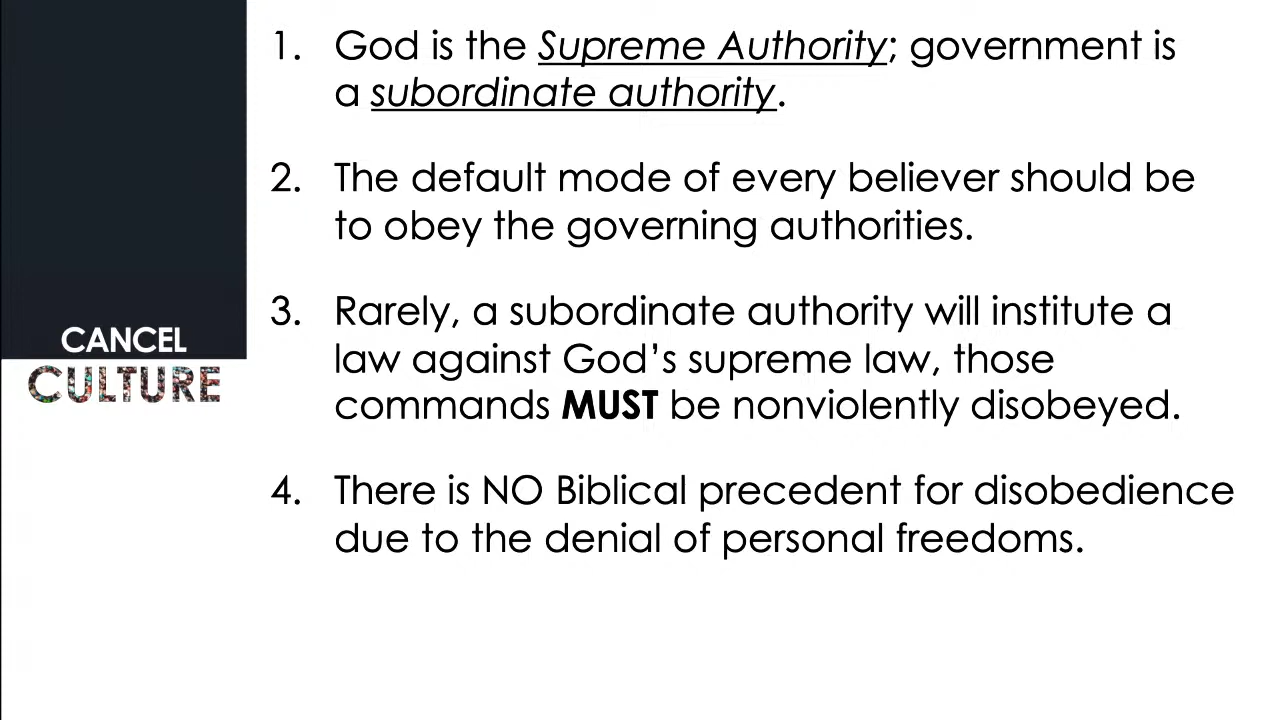 1. God is the Supreme Authority; government is
a subordinate authority.
2. The default mode of every believer should be
to obey the governing authorities.
3. Rarely, a subordinate authority will institute a
law against God’s supreme law, those
commands MUST be nonviolently disobeyed.
4. There is NO Biblical precedent for disobedience
due to the denial of personal freedoms.
CANCEL
CULTURE